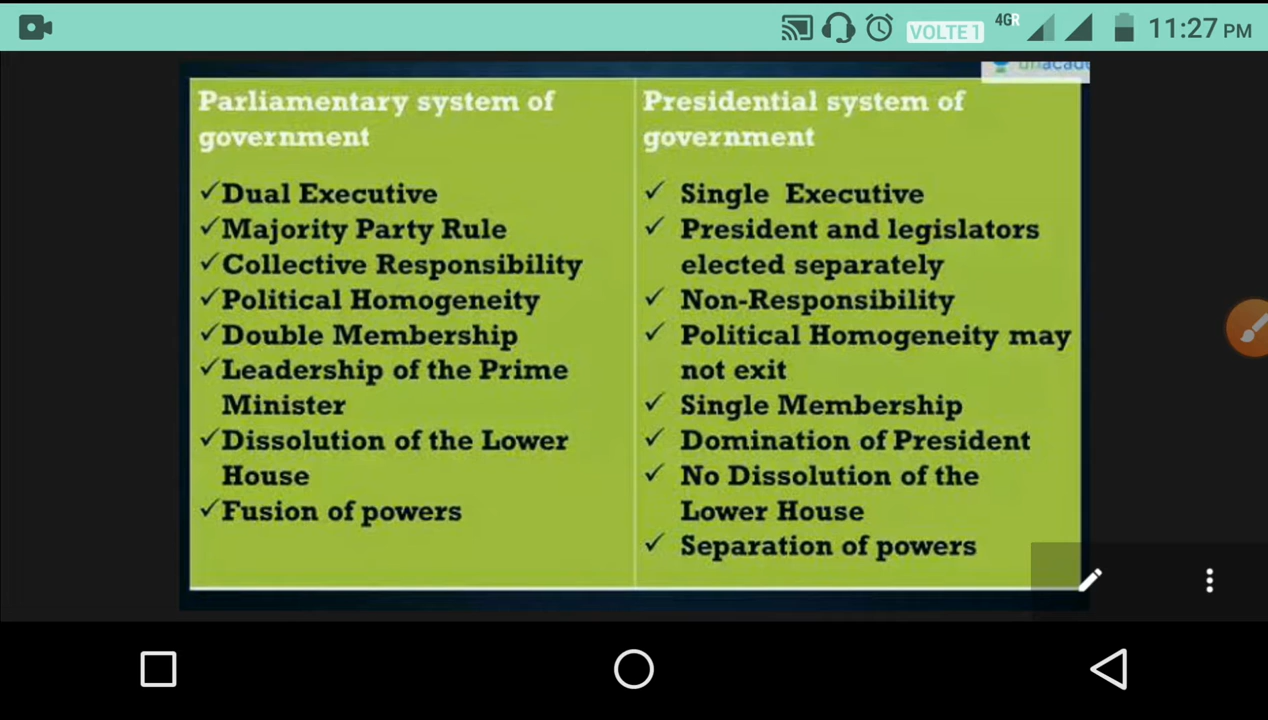 VOLTE 1
4GR
11:27 PM
Parliamentary system of
government
✓Dual Executive
✓Majority Party Rule
✓Collective Responsibility
✓Political Homogeneity
✓Double Membership
✓Leadership of the Prime
Minister
✓Dissolution of the Lower
House
✓Fusion of powers
Presidential system of
government
✓ Single Executive
✓ President and legislators
elected separately
✓ Non-Responsibility
✓ Political Homogeneity may
not exit
✓ Single Membership
✓ Domination of President
✓ No Dissolution of the
Lower House
✓ Separation of powers